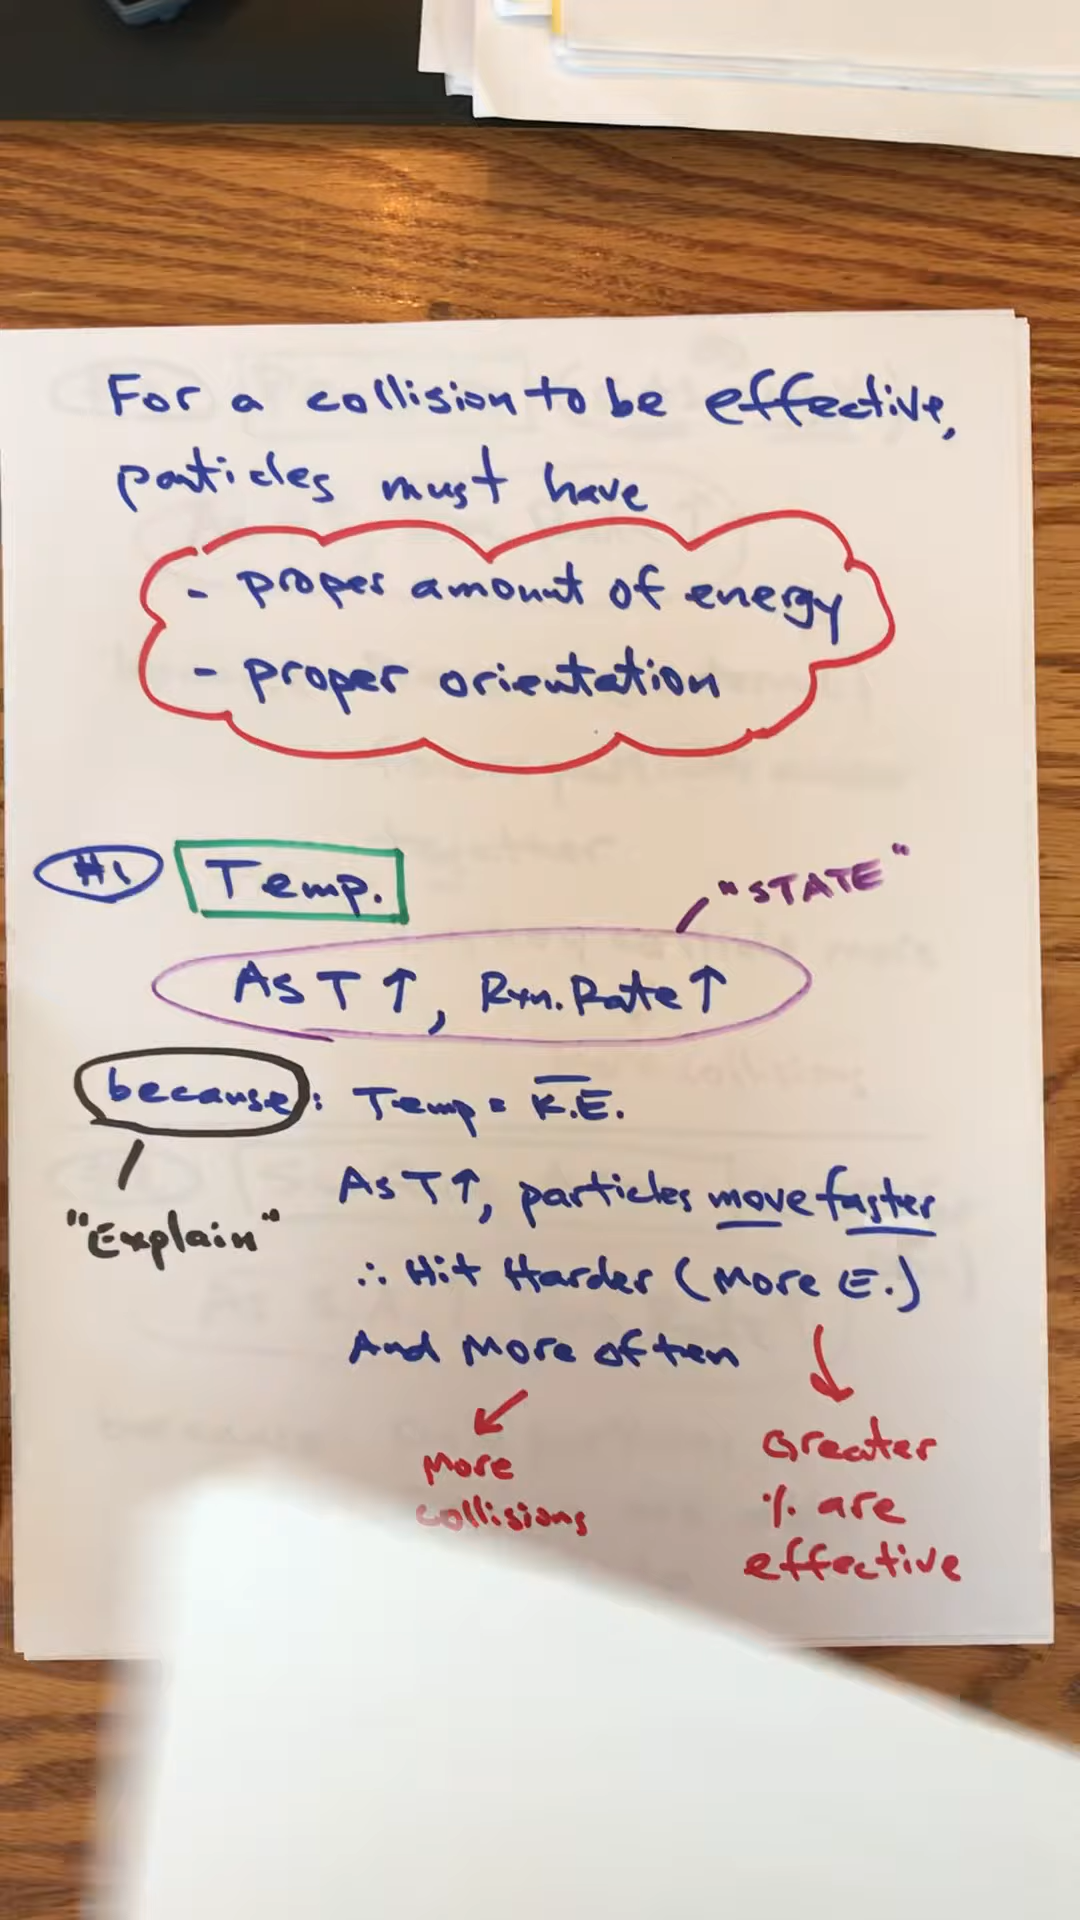 For a collision to be effective,
particles must have
- proper amount of energy
- proper orientation
#1 Temp.
"STATE"
As T ↑, Rxn. Rate ↑
because: Temp = K̅.E̅.
"Explain"
As T↑, particles move faster
∴ Hit Harder (More E.)
And More often
More
collisions
Greater
% are
effective